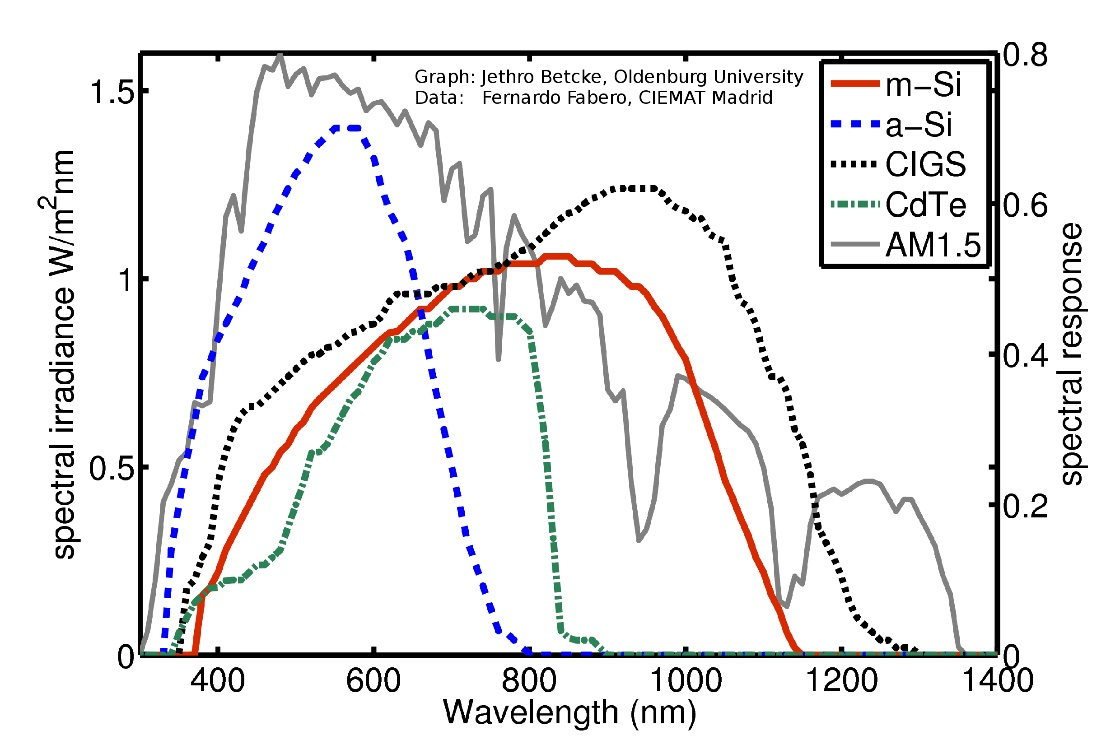 Graph: Jethro Betcke, Oldenburg University
Data: Fernardo Fabero, CIEMAT Madrid
m-Si
a-Si
CIGS
CdTe
AM1.5
spectral irradiance W/m²nm
1.5
1
0.5
0
0.8
0.6
0.4
0.2
0
spectral response
400 600 800 1000 1200 1400
Wavelength (nm)